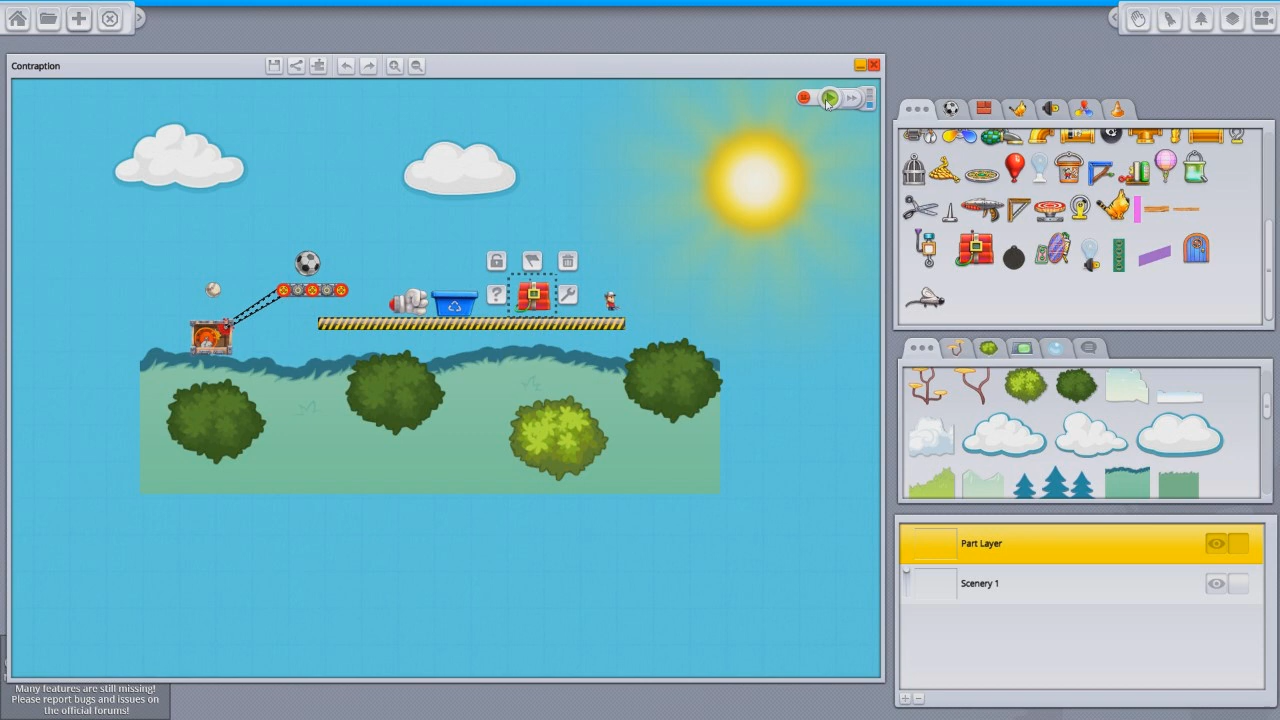 Contraption
Part Layer
Scenery 1
Many features are still missing!
Please report bugs and issues on
the official forums!